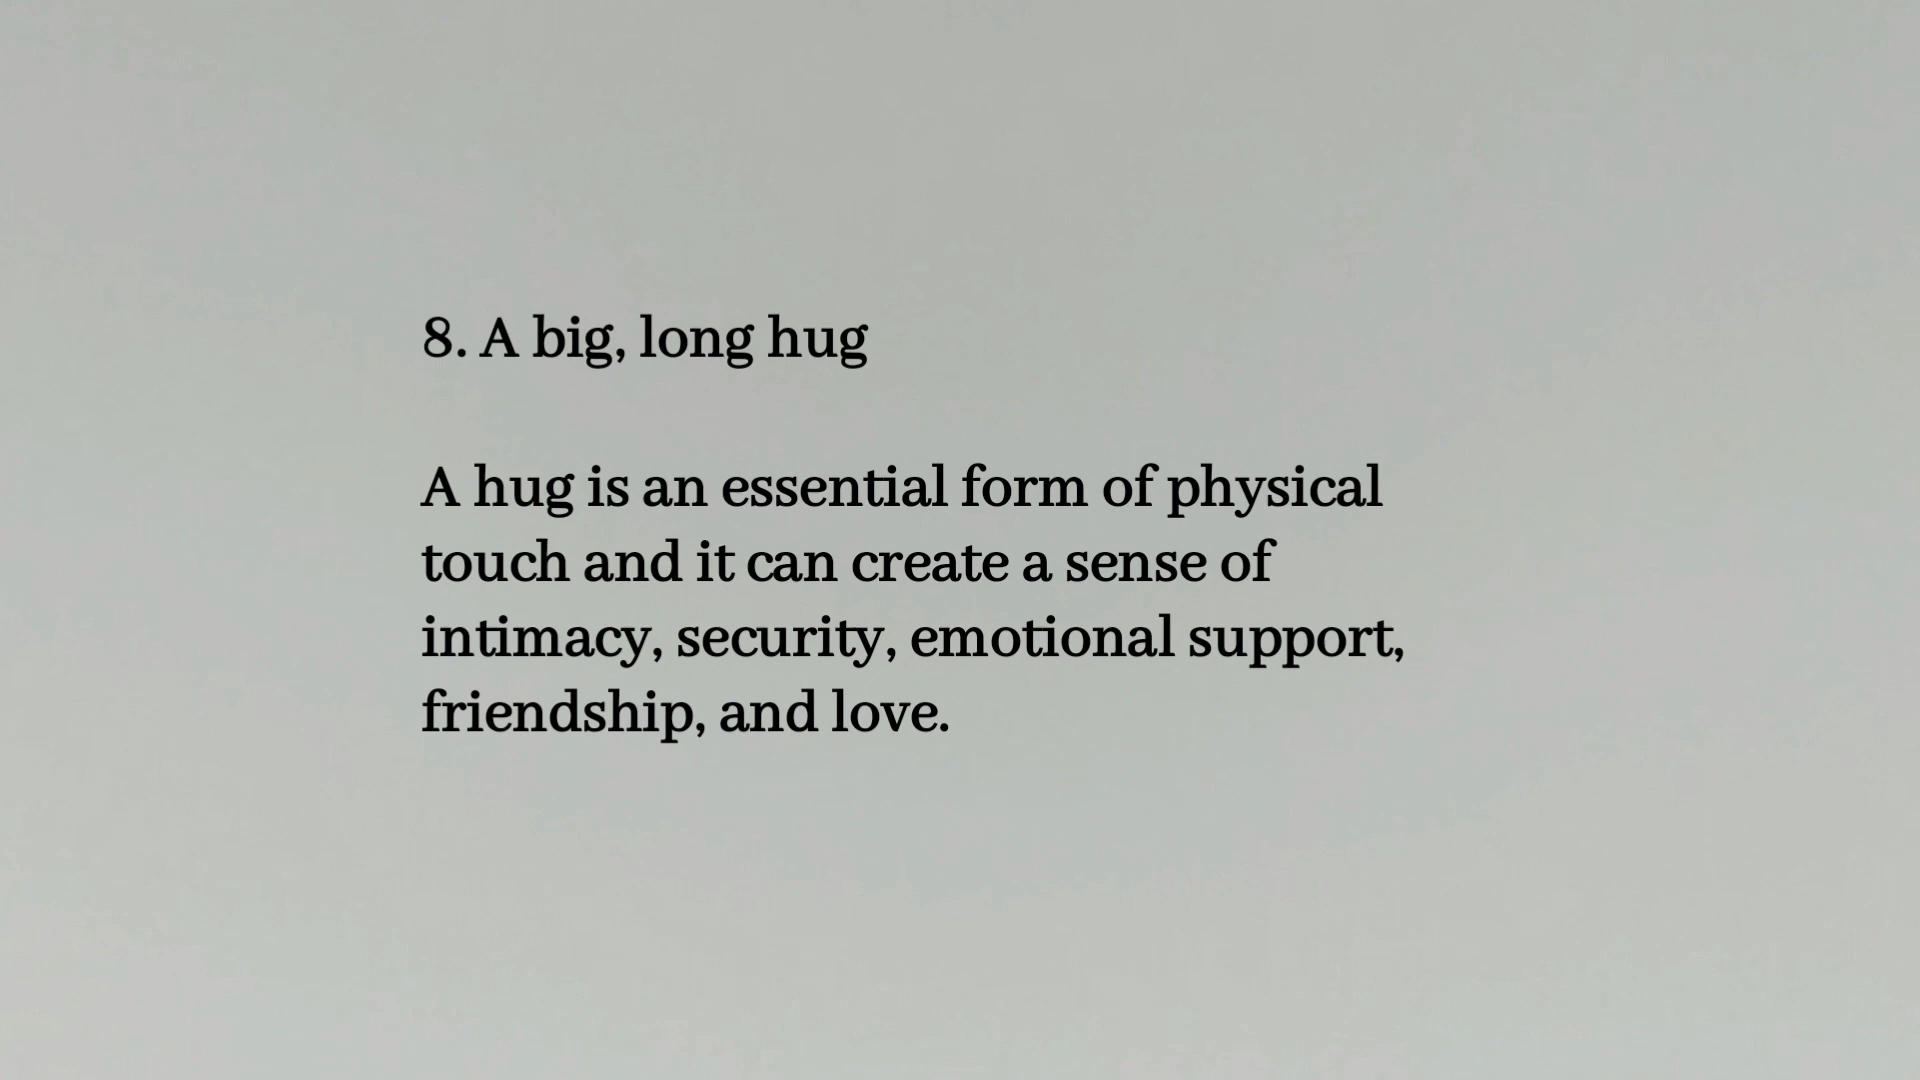 8. A big, long hug
A hug is an essential form of physical
touch and it can create a sense of
intimacy, security, emotional support,
friendship, and love.